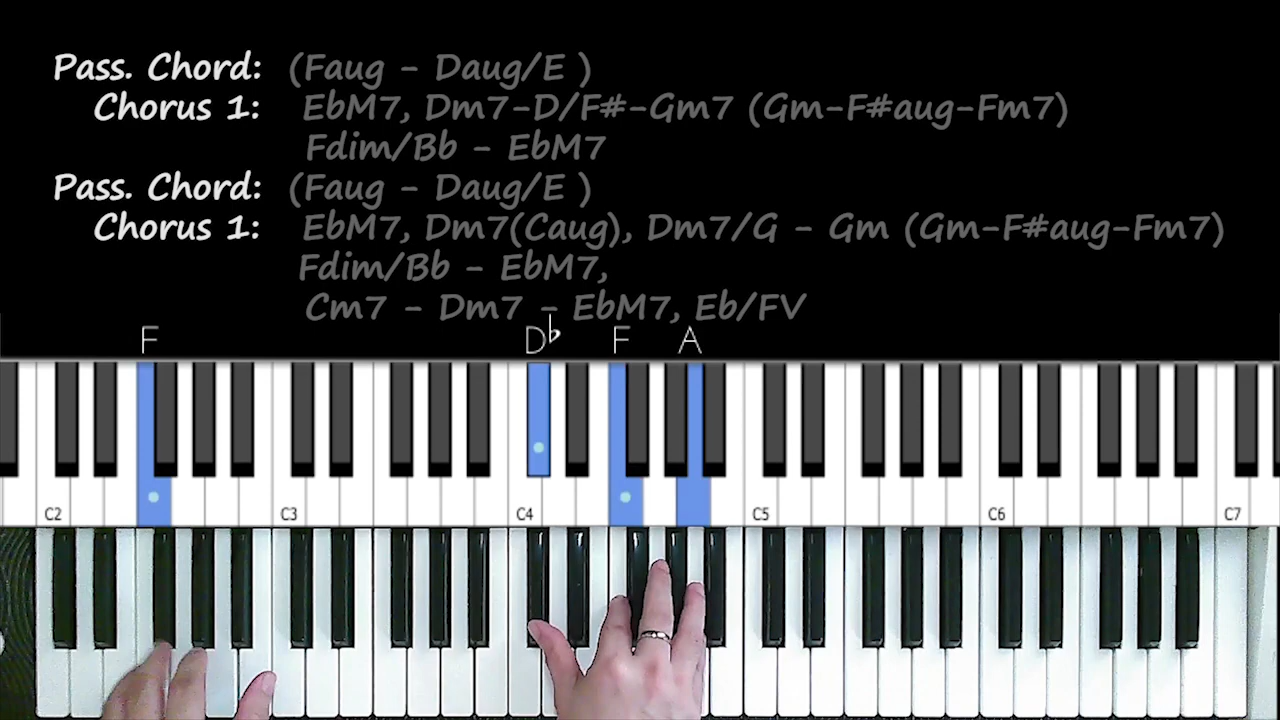 Pass. Chord: (Faug - Daug/E )
Chorus 1: EbM7, Dm7-D/F#-Gm7 (Gm-F#aug-Fm7)
Fdim/Bb - EbM7
Pass. Chord: (Faug - Daug/E )
Chorus 1: EbM7, Dm7(Caug), Dm7/G - Gm (Gm-F#aug-Fm7)
Fdim/Bb - EbM7,
Cm7 - Dm7 - EbM7, Eb/FV
F D♭ F A
C2 C3 C4 C5 C6 C7